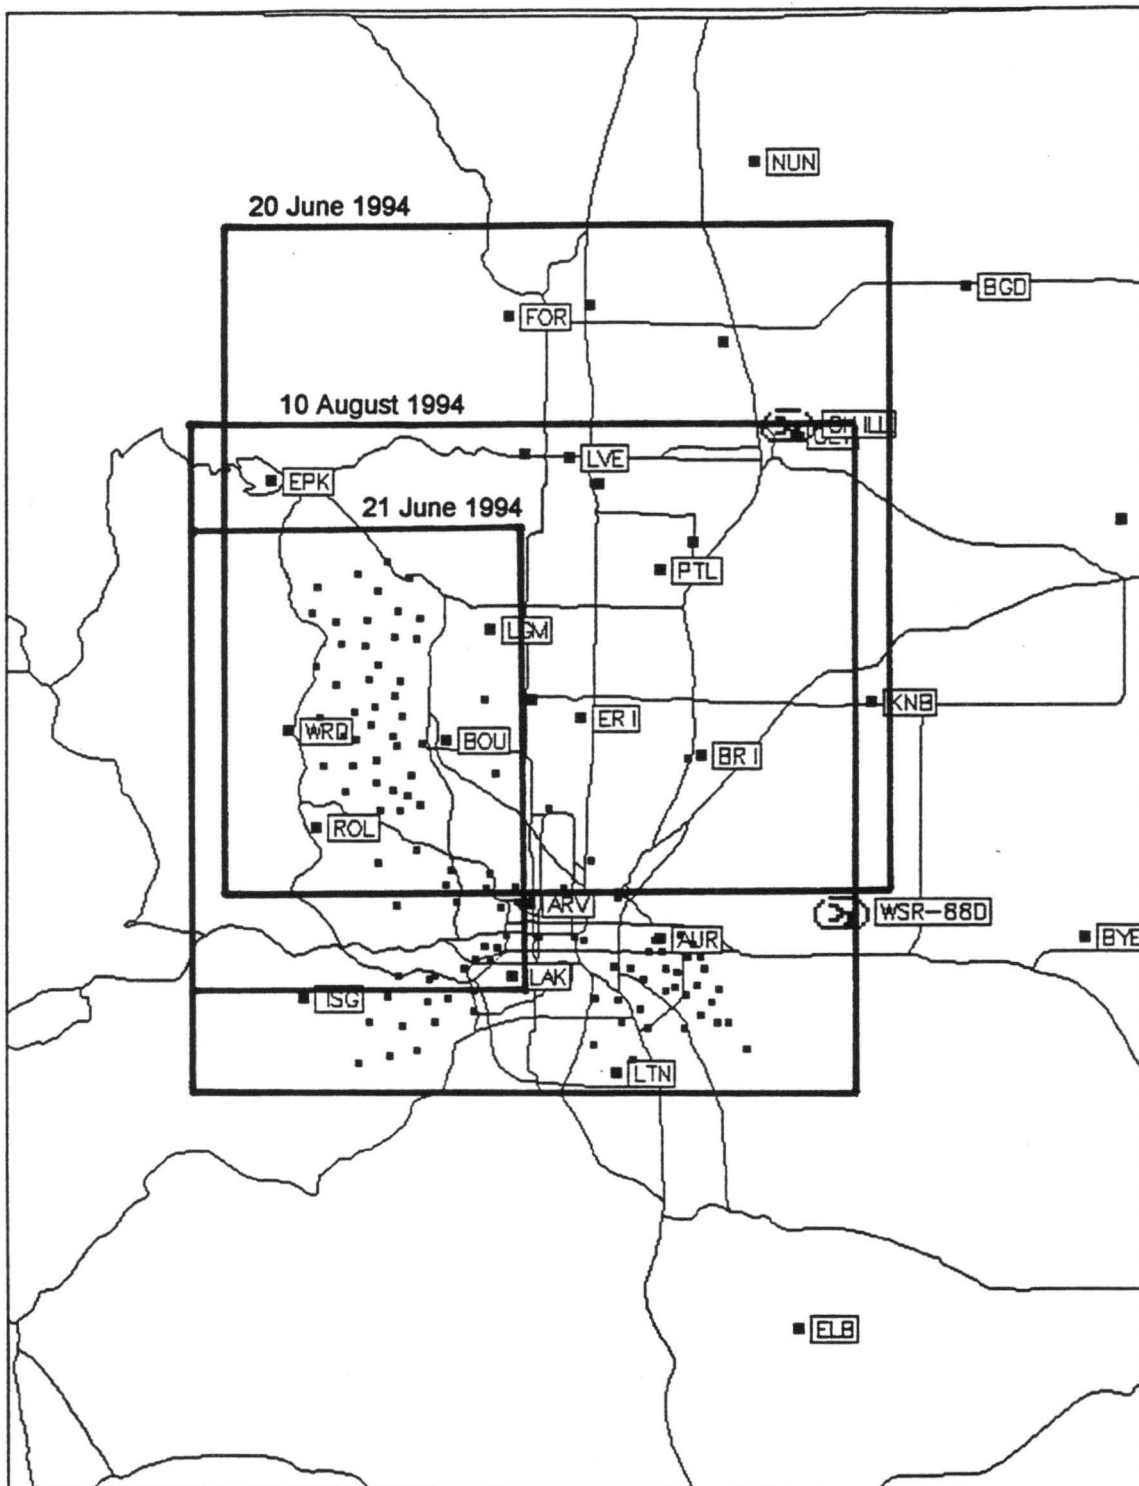 NUN
20 June 1994
BGD
FOR
10 August 1994
LVE
EPK
21 June 1994
PTL
LGM
KNB
ERI
WRD
BOU
BRI
ROL
ARV
WSR-88D
AUR
BYE
LAK
ISG
LTN
ELB